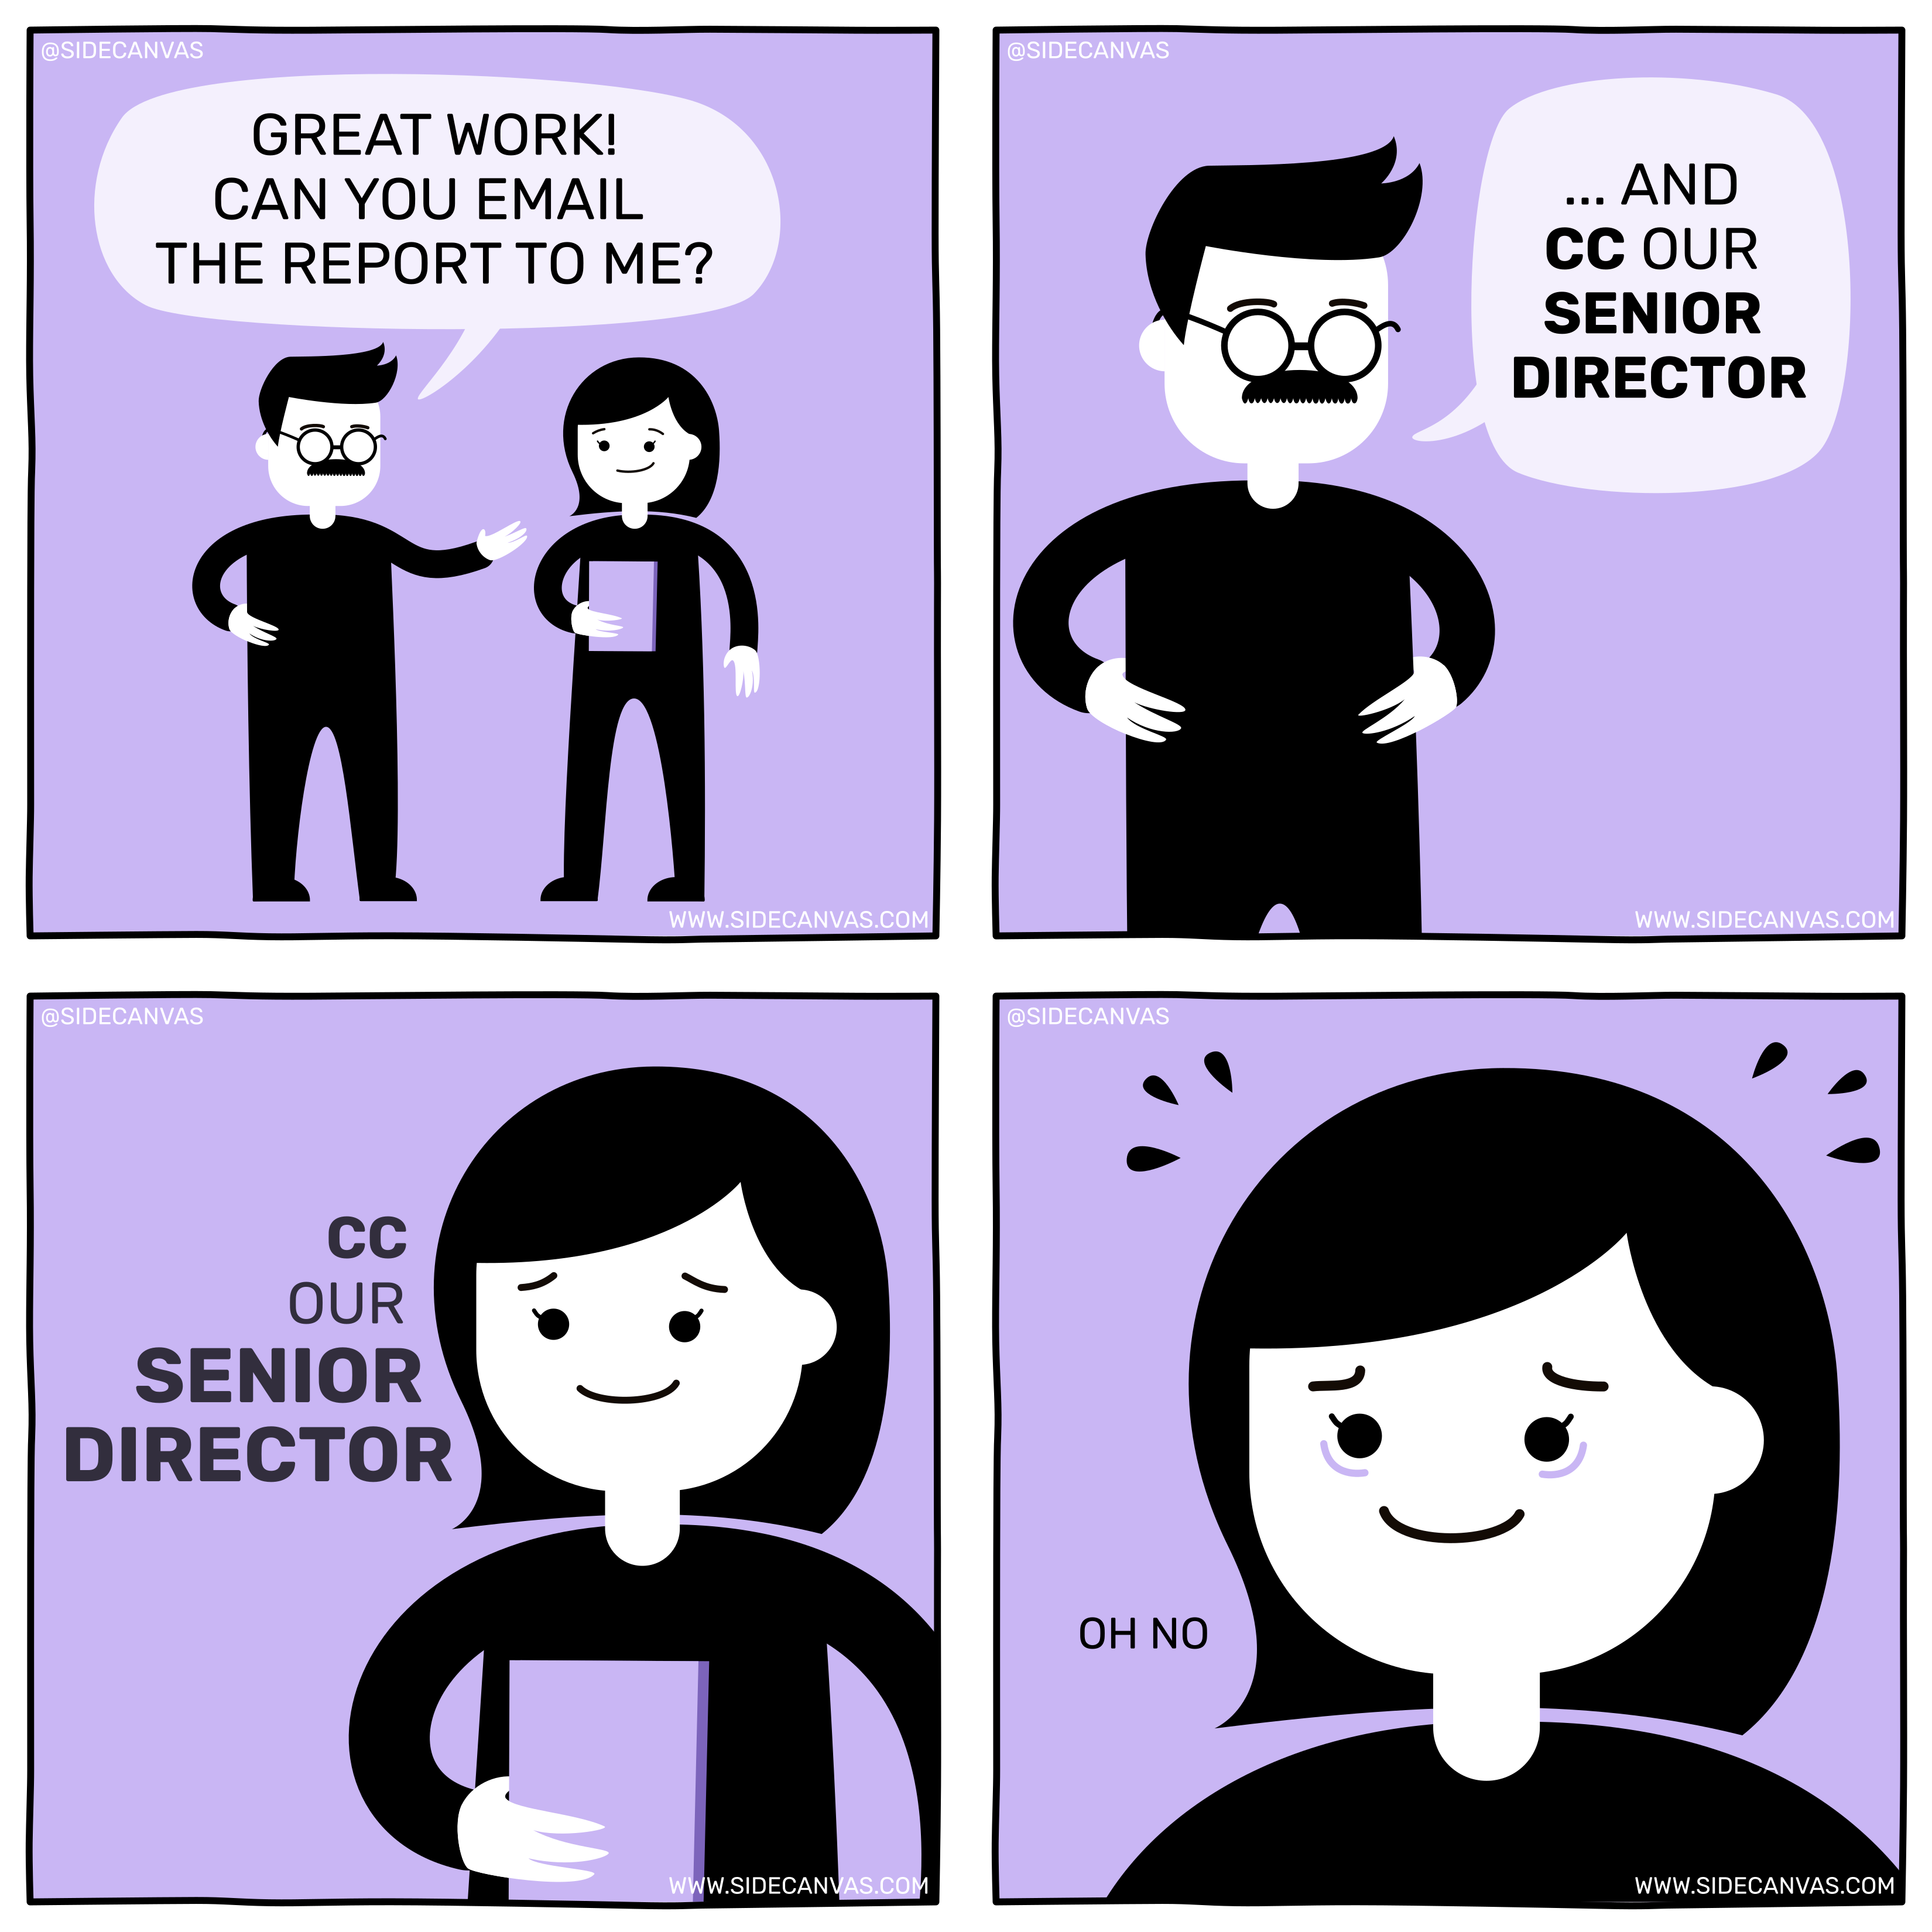 @SIDECANVAS
GREAT WORK!
CAN YOU EMAIL
THE REPORT TO ME?
WWW.SIDECANVAS.COM
@SIDECANVAS
... AND
CC OUR
SENIOR
DIRECTOR
WWW.SIDECANVAS.COM
@SIDECANVAS
CC
OUR
SENIOR
DIRECTOR
WWW.SIDECANVAS.COM
@SIDECANVAS
OH NO
WWW.SIDECANVAS.COM